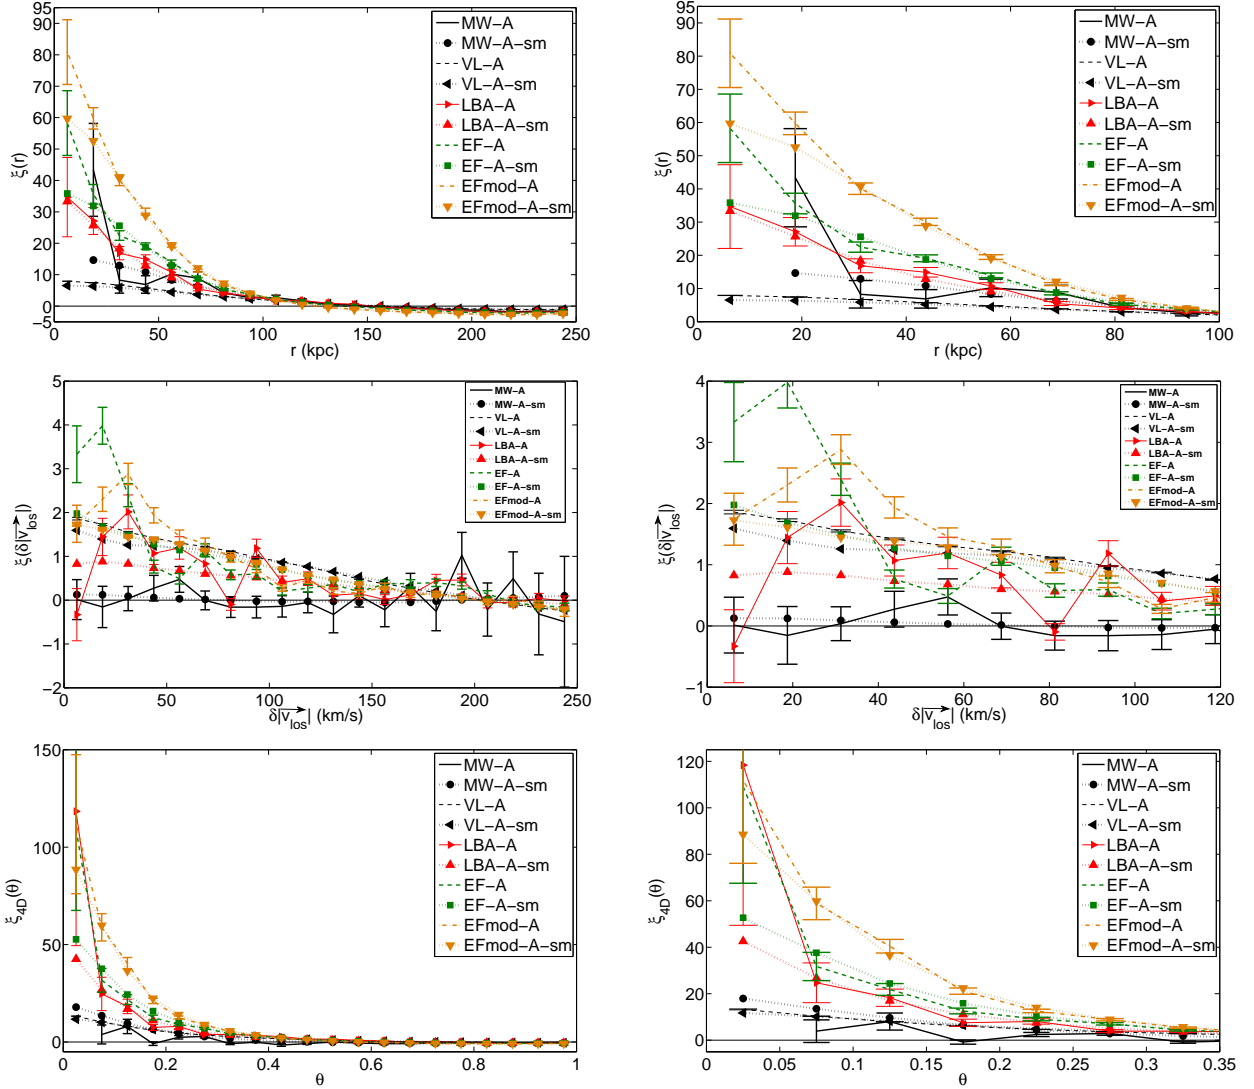 95
90
80
70
60
50
40
30
20
10
0
−5
ξ(r)
0 50 100 150 200 250
r (kpc)
MW−A
MW−A−sm
VL−A
VL−A−sm
LBA−A
LBA−A−sm
EF−A
EF−A−sm
EFmod−A
EFmod−A−sm
95
90
80
70
60
50
40
30
20
10
0
ξ(r)
0 20 40 60 80 100
r (kpc)
MW−A
MW−A−sm
VL−A
VL−A−sm
LBA−A
LBA−A−sm
EF−A
EF−A−sm
EFmod−A
EFmod−A−sm
5
4
3
2
1
0
−1
−2
ξ(δ|v_los|)
0 50 100 150 200 250
δ|v_los| (km/s)
MW−A
MW−A−sm
VL−A
VL−A−sm
LBA−A
LBA−A−sm
EF−A
EF−A−sm
EFmod−A
EFmod−A−sm
4
3
2
1
0
−1
ξ(δ|v_los|)
0 20 40 60 80 100 120
δ|v_los| (km/s)
MW−A
MW−A−sm
VL−A
VL−A−sm
LBA−A
LBA−A−sm
EF−A
EF−A−sm
EFmod−A
EFmod−A−sm
150
100
50
0
ξ4D(θ)
0 0.2 0.4 0.6 0.8 1
θ
MW−A
MW−A−sm
VL−A
VL−A−sm
LBA−A
LBA−A−sm
EF−A
EF−A−sm
EFmod−A
EFmod−A−sm
120
100
80
60
40
20
0
ξ4D(θ)
0 0.05 0.1 0.15 0.2 0.25 0.3 0.35
θ
MW−A
MW−A−sm
VL−A
VL−A−sm
LBA−A
LBA−A−sm
EF−A
EF−A−sm
EFmod−A
EFmod−A−sm